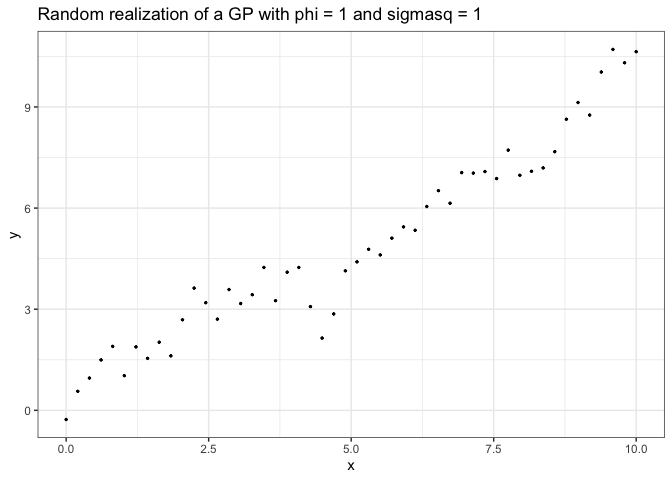 Random realization of a GP with phi = 1 and sigmasq = 1
9
6
3
0
y
0.0 2.5 5.0 7.5 10.0
x